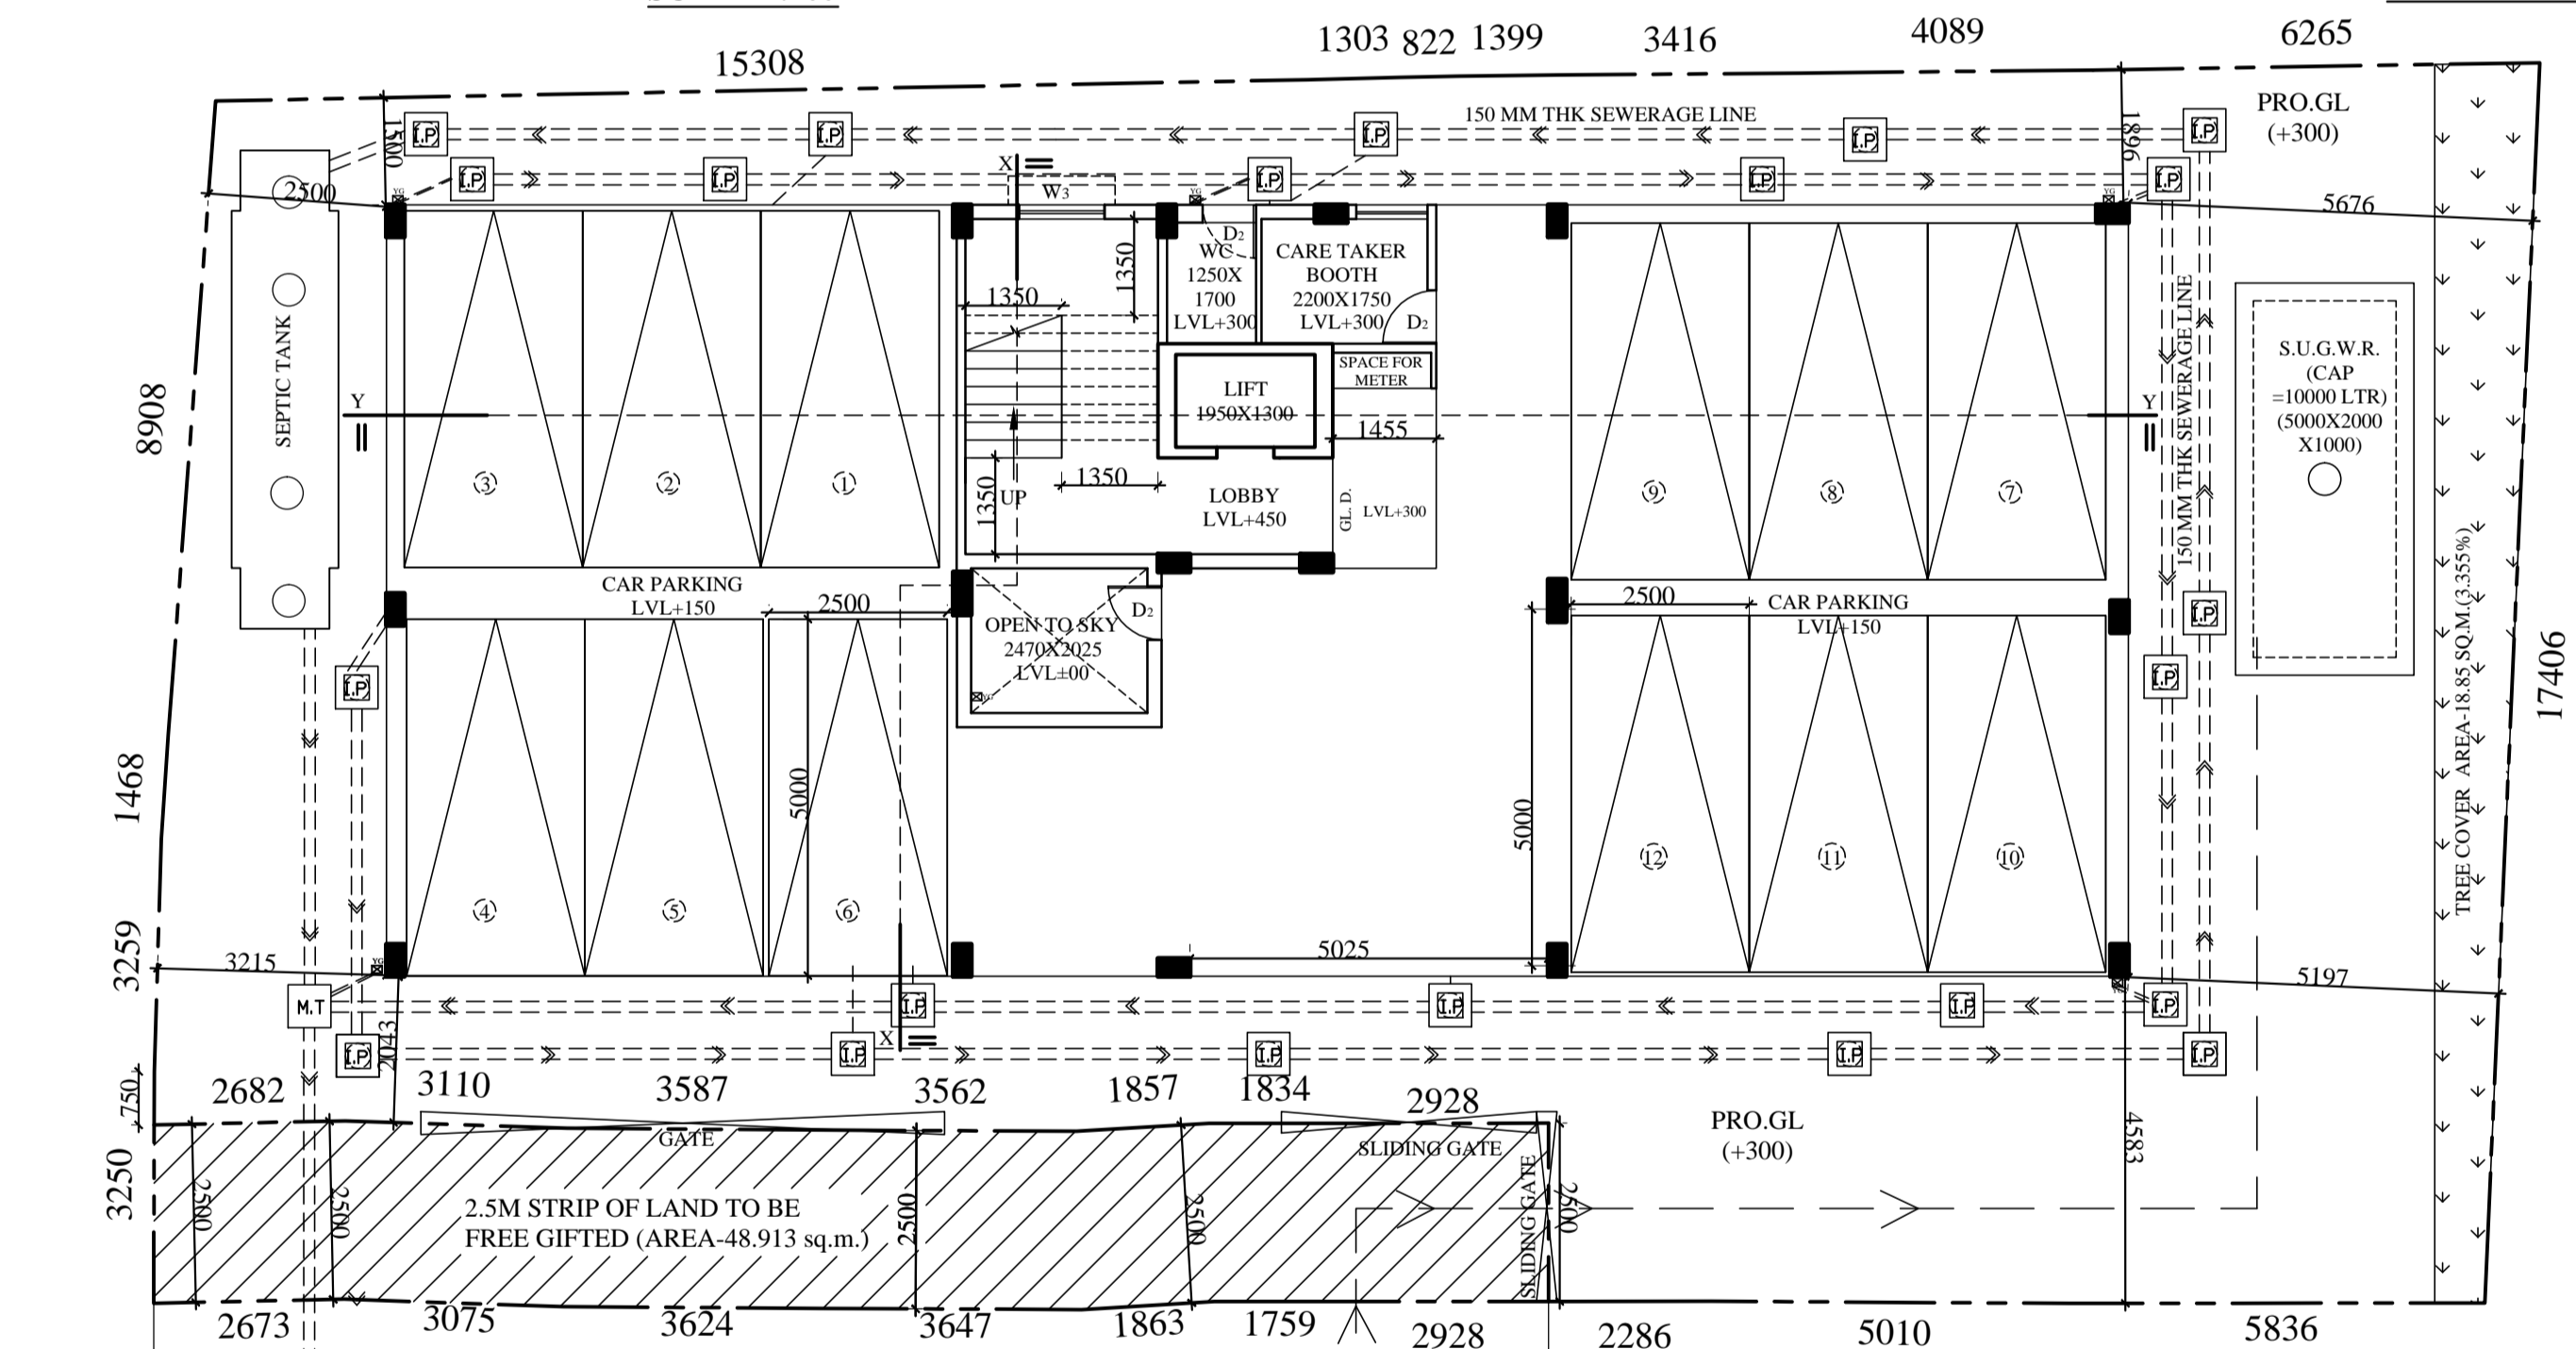 15308
1303 822 1399
3416
4089
6265
150 MM THK SEWERAGE LINE
PRO.GL
(+300)
I.P
I.P
I.P
I.P
I.P
1500
1896
I.P
I.P
I.P
I.P
I.P
X
W3
YG
YG
YG
2500
5676
D2
WC
1250X
1700
LVL+300
CARE TAKER
BOOTH
2200X1750
LVL+300
D2
1350
1350
SEPTIC TANK
SPACE FOR
METER
LIFT
1950X1300
1455
Y
Y
150 MM THK SEWERAGE LINE
S.U.G.W.R.
(CAP
=10000 LTR)
(5000X2000
X1000)
8908
3
2
1
1350
UP
1350
LOBBY
LVL+450
GL. D.
LVL+300
9
8
7
CAR PARKING
LVL+150
2500
OPEN TO SKY
2470X2025
LVL±00
D2
YG
2500
CAR PARKING
LVL+150
I.P
I.P
I.P
TREE COVER AREA-18.85 SQ.M.(3.355%)
17406
1468
5000
5000
4
5
6
12
11
10
3259
3215
YG
5025
5197
M.T
I.P
I.P
I.P
I.P
I.P
2043
I.P
X
I.P
I.P
I.P
750
2682
3110
3587
3562
1857
1834
2928
GATE
SLIDING GATE
SLIDING GATE
PRO.GL
(+300)
4583
3250
2500
2500
2.5M STRIP OF LAND TO BE
FREE GIFTED (AREA-48.913 sq.m.)
2500
2500
2500
2673
3075
3624
3647
1863
1759
2928
2286
5010
5836